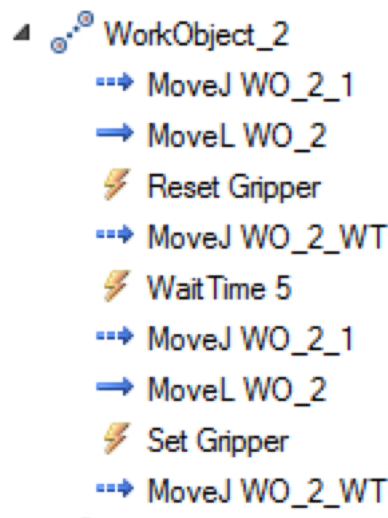 WorkObject_2
MoveJ WO_2_1
MoveL WO_2
Reset Gripper
MoveJ WO_2_WT
WaitTime 5
MoveJ WO_2_1
MoveL WO_2
Set Gripper
MoveJ WO_2_WT